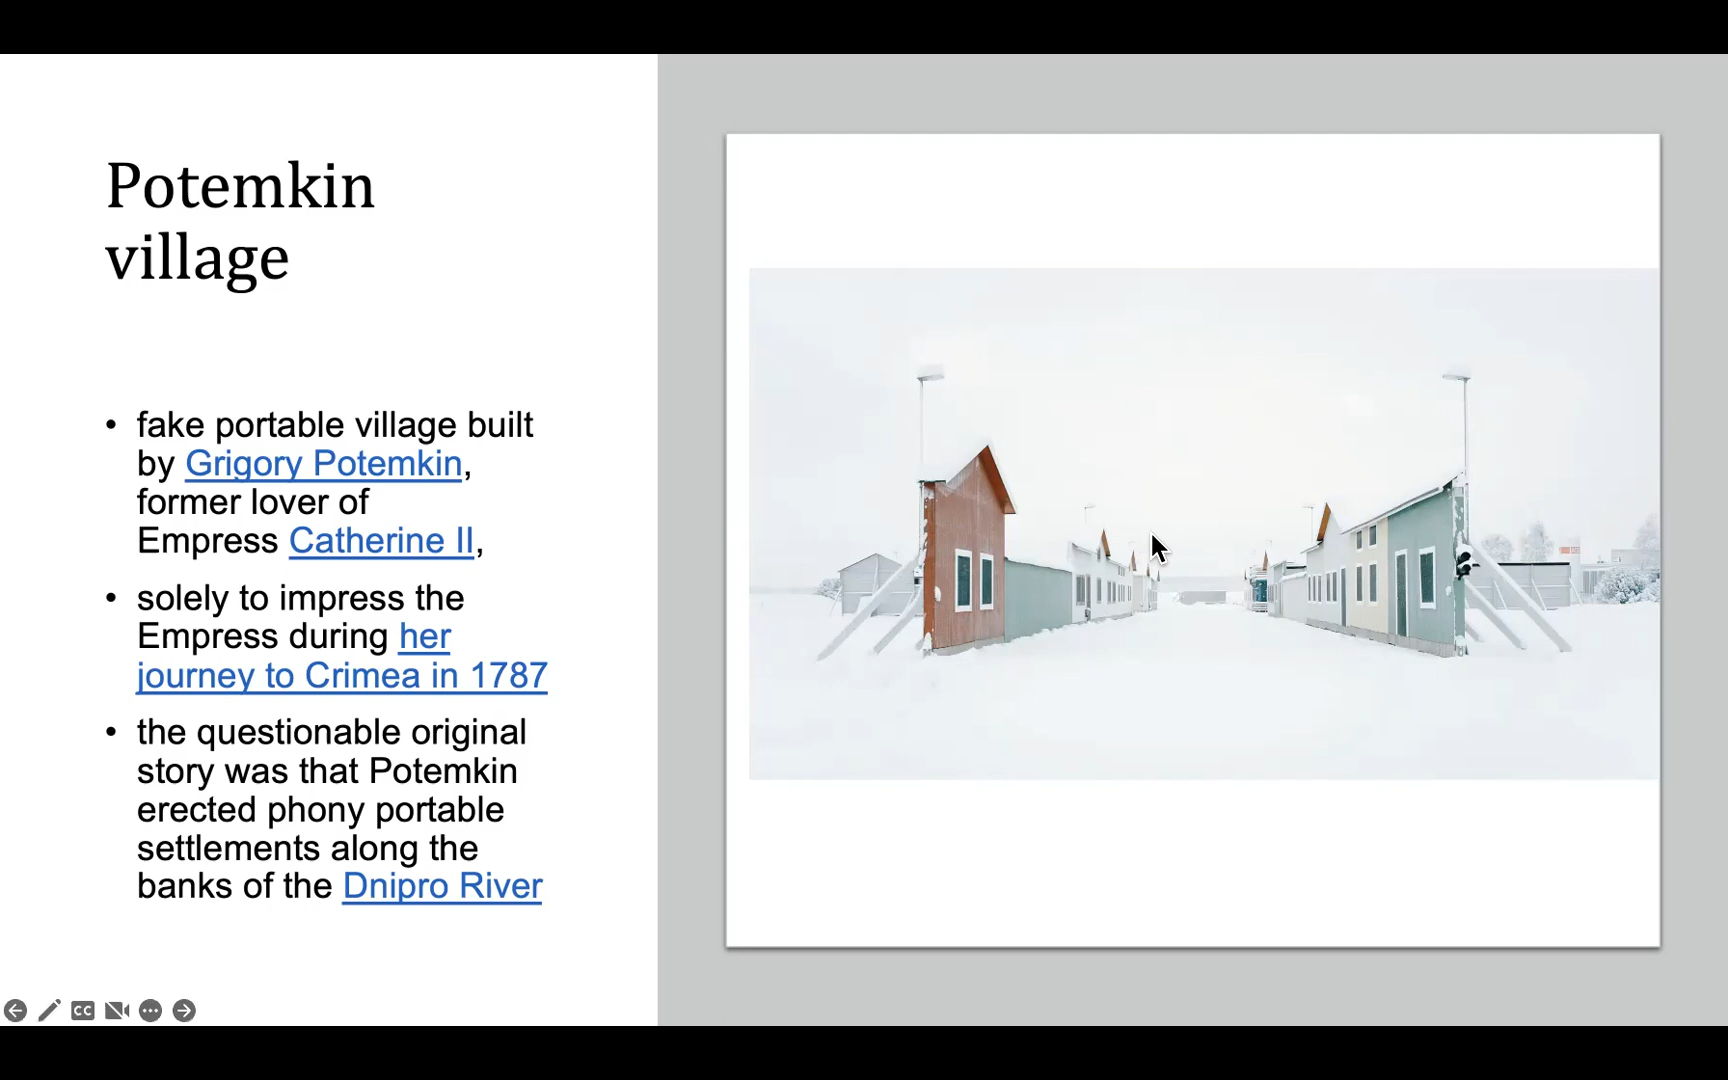 Potemkin
village
• fake portable village built
by Grigory Potemkin,
former lover of
Empress Catherine II,
• solely to impress the
Empress during her
journey to Crimea in 1787
• the questionable original
story was that Potemkin
erected phony portable
settlements along the
banks of the Dnipro River
CC